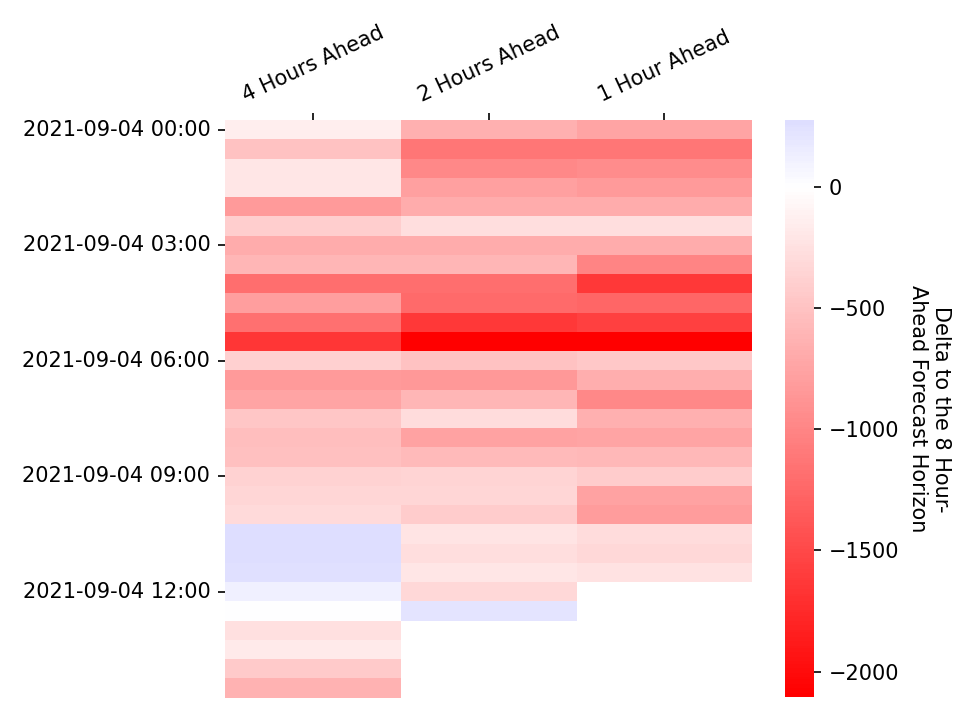 4 Hours Ahead
2 Hours Ahead
1 Hour Ahead
2021-09-04 00:00
2021-09-04 03:00
2021-09-04 06:00
2021-09-04 09:00
2021-09-04 12:00
0
−500
−1000
−1500
−2000
Delta to the 8 Hour-
Ahead Forecast Horizon